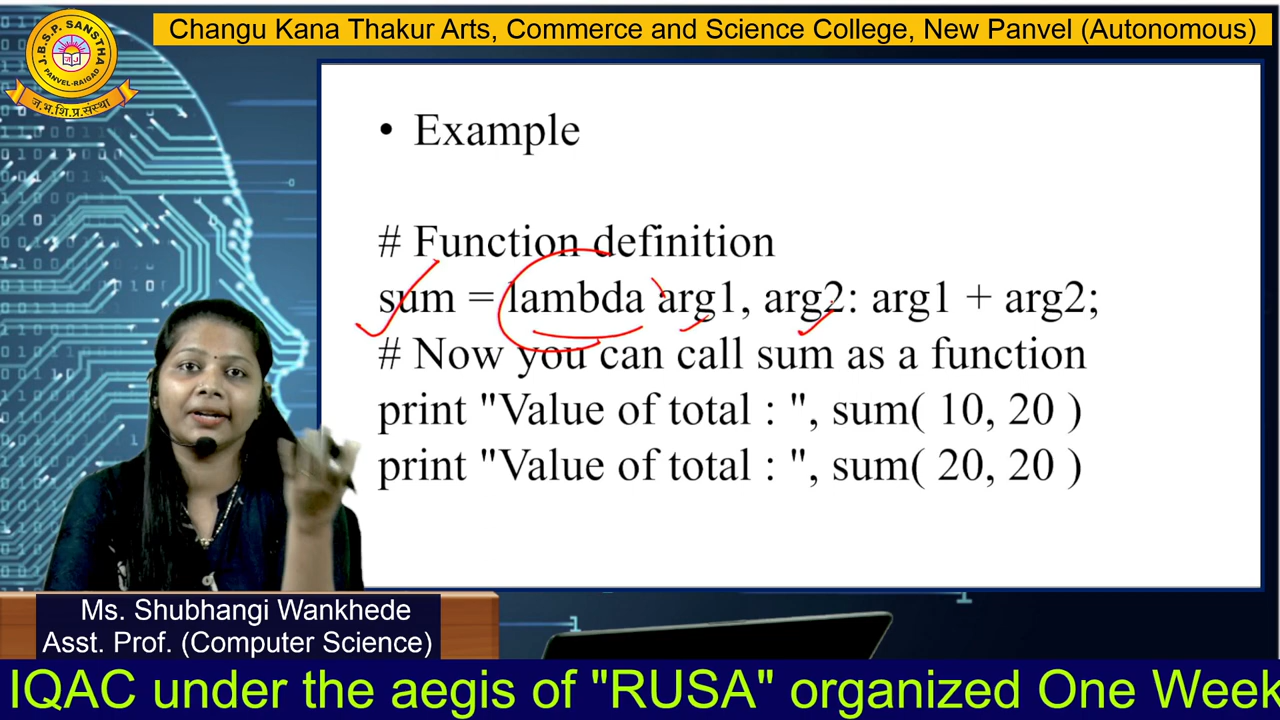 Changu Kana Thakur Arts, Commerce and Science College, New Panvel (Autonomous)
J.B.S.P. SANSTHA
PANVEL-RAIGAD
ज.भ.शि.प्र.संस्था
• Example
# Function definition
sum = lambda arg1, arg2: arg1 + arg2;
# Now you can call sum as a function
print "Value of total : ", sum( 10, 20 )
print "Value of total : ", sum( 20, 20 )
Ms. Shubhangi Wankhede
Asst. Prof. (Computer Science)
IQAC under the aegis of "RUSA" organized One Week